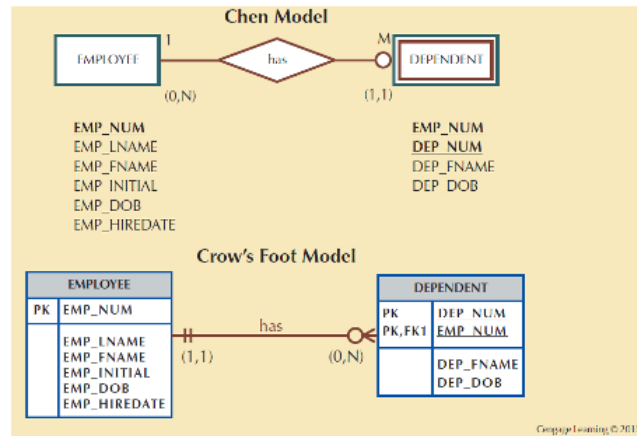 Chen Model
1 M
EMPLOYEE has DEPENDENT
(0,N) (1,1)
EMP_NUM EMP_NUM
EMP_LNAME DEP_NUM
EMP_FNAME DEP_FNAME
EMP_INITIAL DEP_DOB
EMP_DOB
EMP_HIREDATE
Crow's Foot Model
EMPLOYEE
PK EMP_NUM
EMP_LNAME
EMP_FNAME
EMP_INITIAL
EMP_DOB
EMP_HIREDATE
has
(1,1) (0,N)
DEPENDENT
PK DEP_NUM
PK,FK1 EMP_NUM
DEP_FNAME
DEP_DOB
Cengage Learning © 201